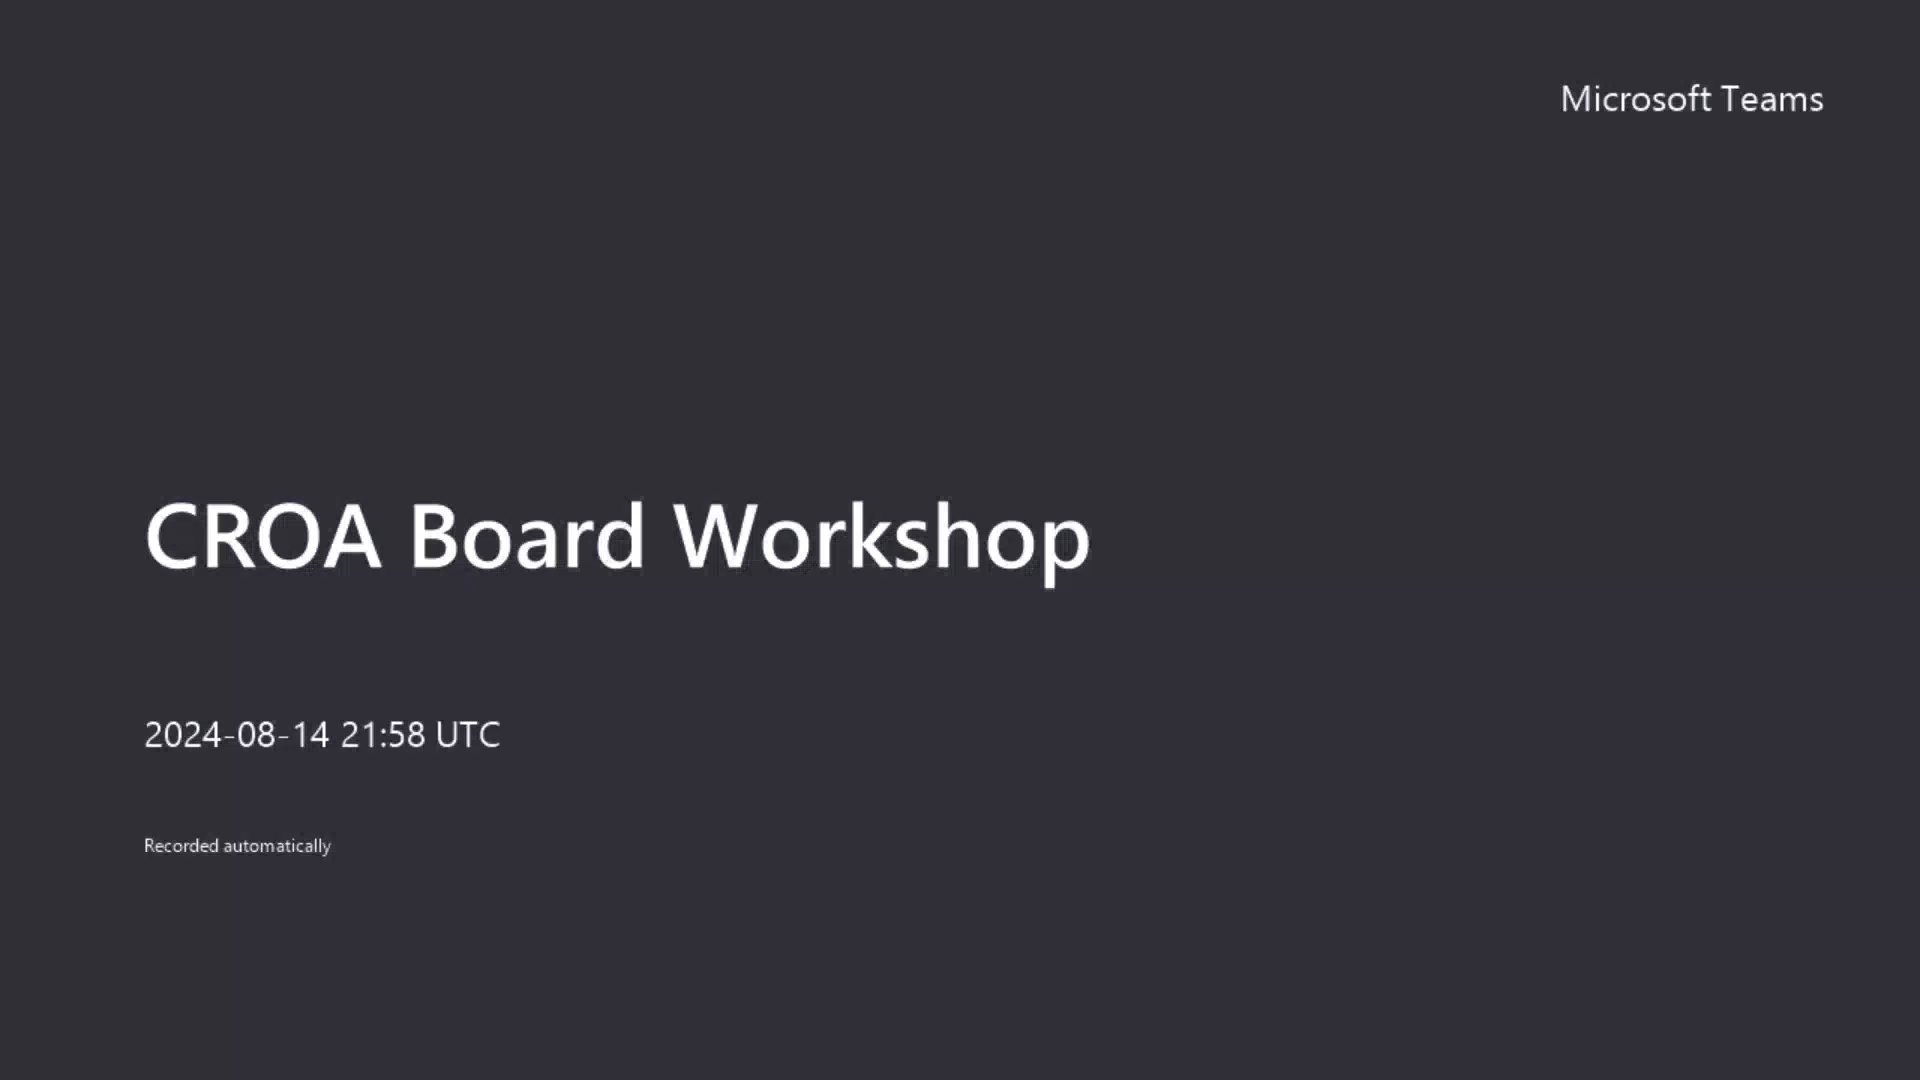 Microsoft Teams
CROA Board Workshop
2024-08-14 21:58 UTC
Recorded automatically